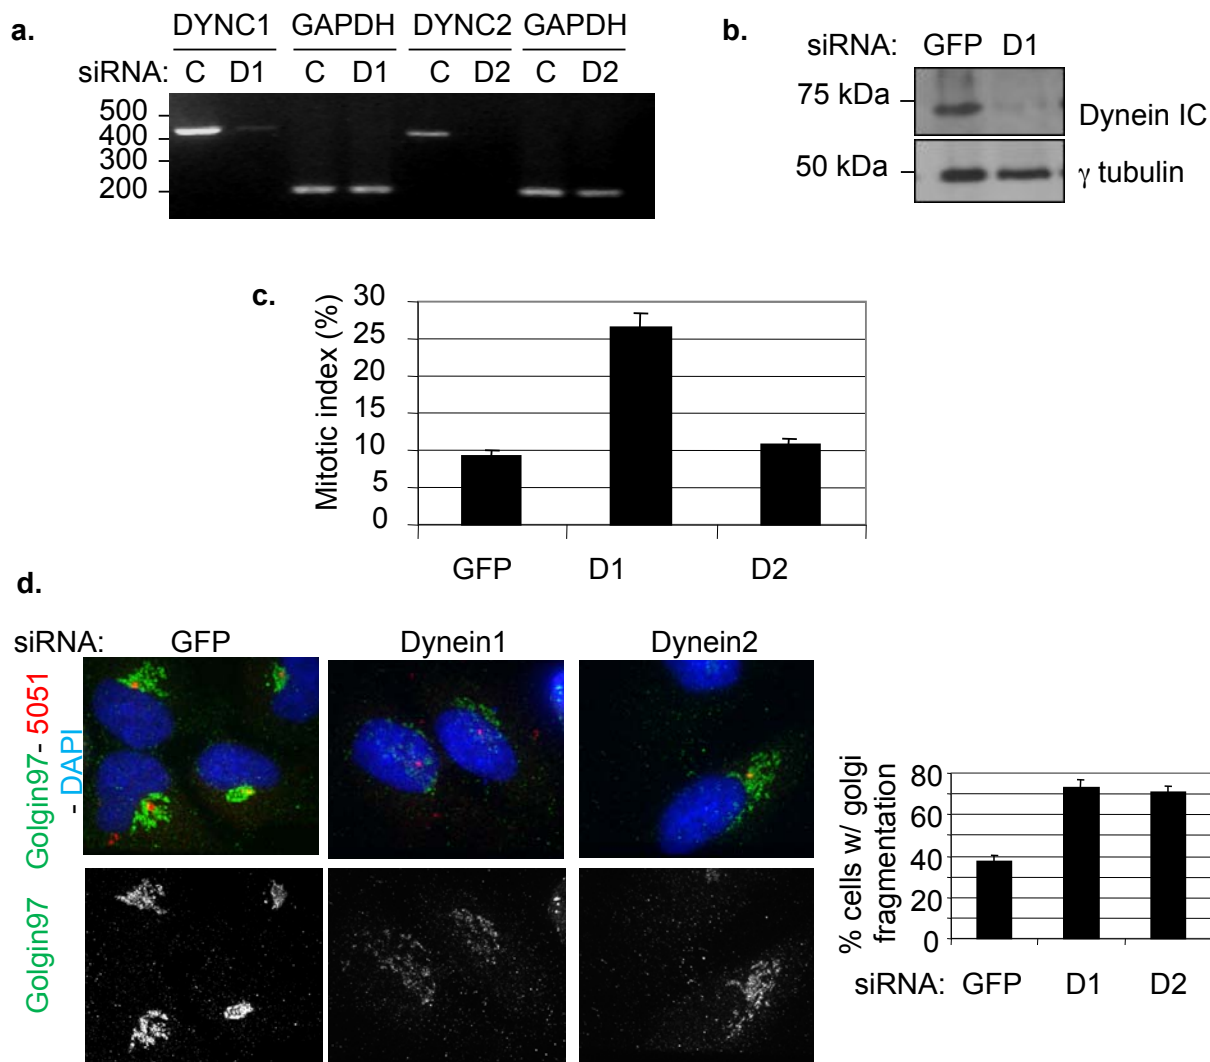 a.
DYNC1 GAPDH DYNC2 GAPDH
siRNA: C D1 C D1 C D2 C D2
500
400
300
200
b.
siRNA: GFP D1
75 kDa
Dynein IC
50 kDa
γ tubulin
c.
Mitotic index (%)
30
25
20
15
10
5
0
GFP D1 D2
d.
siRNA: GFP Dynein1 Dynein2
Golgin97- 5051
- DAPI
Golgin97
% cells w/ golgi
fragmentation
80
60
40
20
0
siRNA: GFP D1 D2